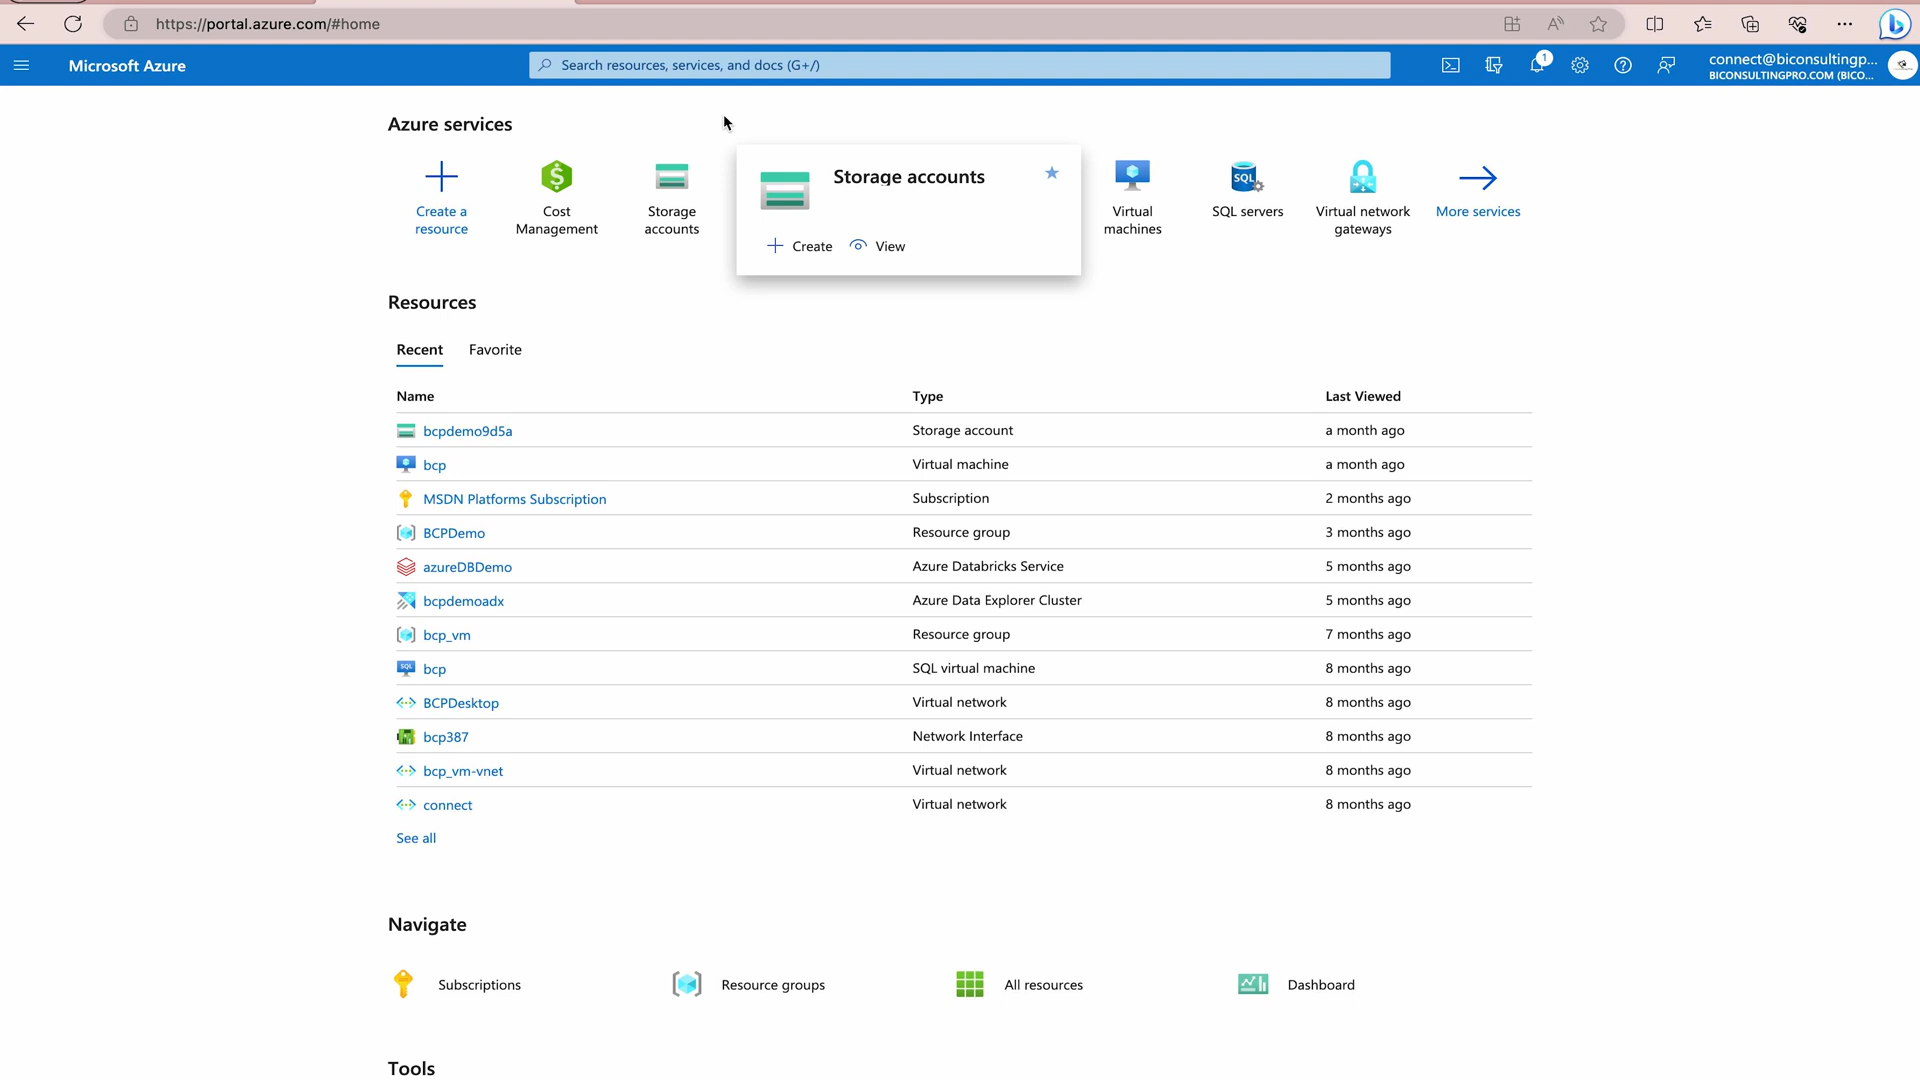 https://portal.azure.com/#home
Microsoft Azure
Search resources, services, and docs (G+/)
1
connect@biconsultingp...
BICONSULTINGPRO.COM (BICO...
Azure services
Create a
resource
Cost
Management
Storage
accounts
Storage accounts
Create
View
Virtual
machines
SQL
SQL servers
Virtual network
gateways
More services
Resources
Recent
Favorite
Name
Type
Last Viewed
bcpdemo9d5a
Storage account
a month ago
bcp
Virtual machine
a month ago
MSDN Platforms Subscription
Subscription
2 months ago
BCPDemo
Resource group
3 months ago
azureDBDemo
Azure Databricks Service
5 months ago
bcpdemoadx
Azure Data Explorer Cluster
5 months ago
bcp_vm
Resource group
7 months ago
SQL
bcp
SQL virtual machine
8 months ago
BCPDesktop
Virtual network
8 months ago
bcp387
Network Interface
8 months ago
bcp_vm-vnet
Virtual network
8 months ago
connect
Virtual network
8 months ago
See all
Navigate
Subscriptions
Resource groups
All resources
Dashboard
Tools